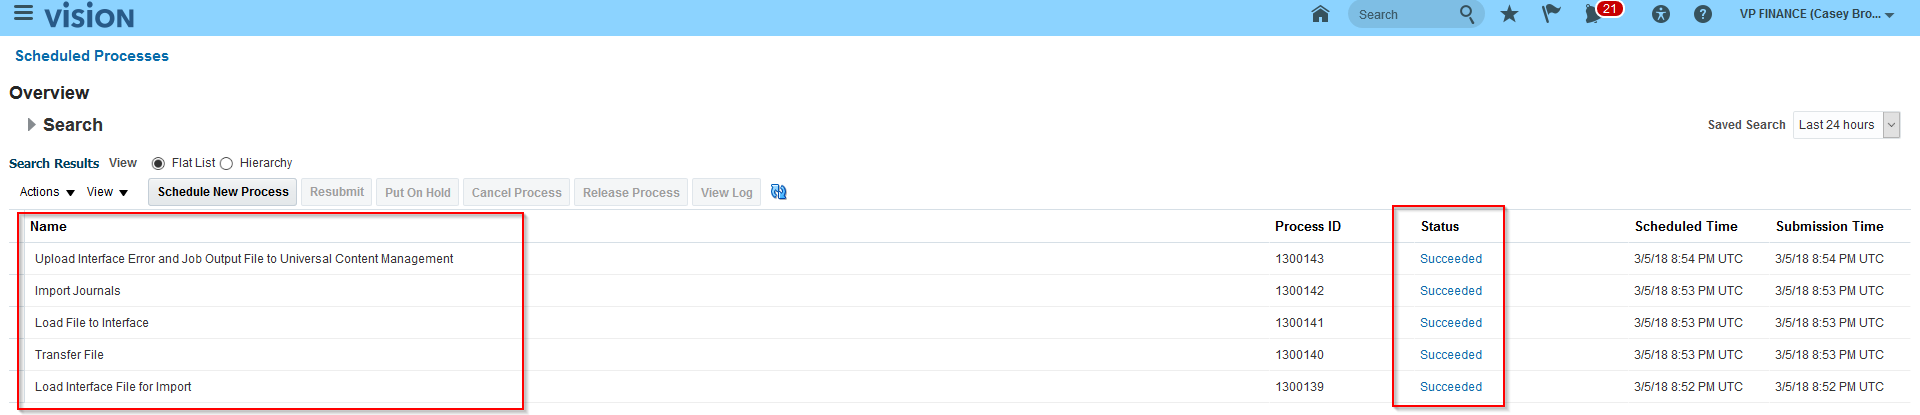 vision Search 21 VP FINANCE (Casey Bro...
Scheduled Processes
Overview
Search Saved Search Last 24 hours
Search Results View Flat List Hierarchy
Actions View Schedule New Process Resubmit Put On Hold Cancel Process Release Process View Log
Name Process ID Status Scheduled Time Submission Time
Upload Interface Error and Job Output File to Universal Content Management 1300143 Succeeded 3/5/18 8:54 PM UTC 3/5/18 8:54 PM UTC
Import Journals 1300142 Succeeded 3/5/18 8:53 PM UTC 3/5/18 8:53 PM UTC
Load File to Interface 1300141 Succeeded 3/5/18 8:53 PM UTC 3/5/18 8:53 PM UTC
Transfer File 1300140 Succeeded 3/5/18 8:53 PM UTC 3/5/18 8:53 PM UTC
Load Interface File for Import 1300139 Succeeded 3/5/18 8:52 PM UTC 3/5/18 8:52 PM UTC